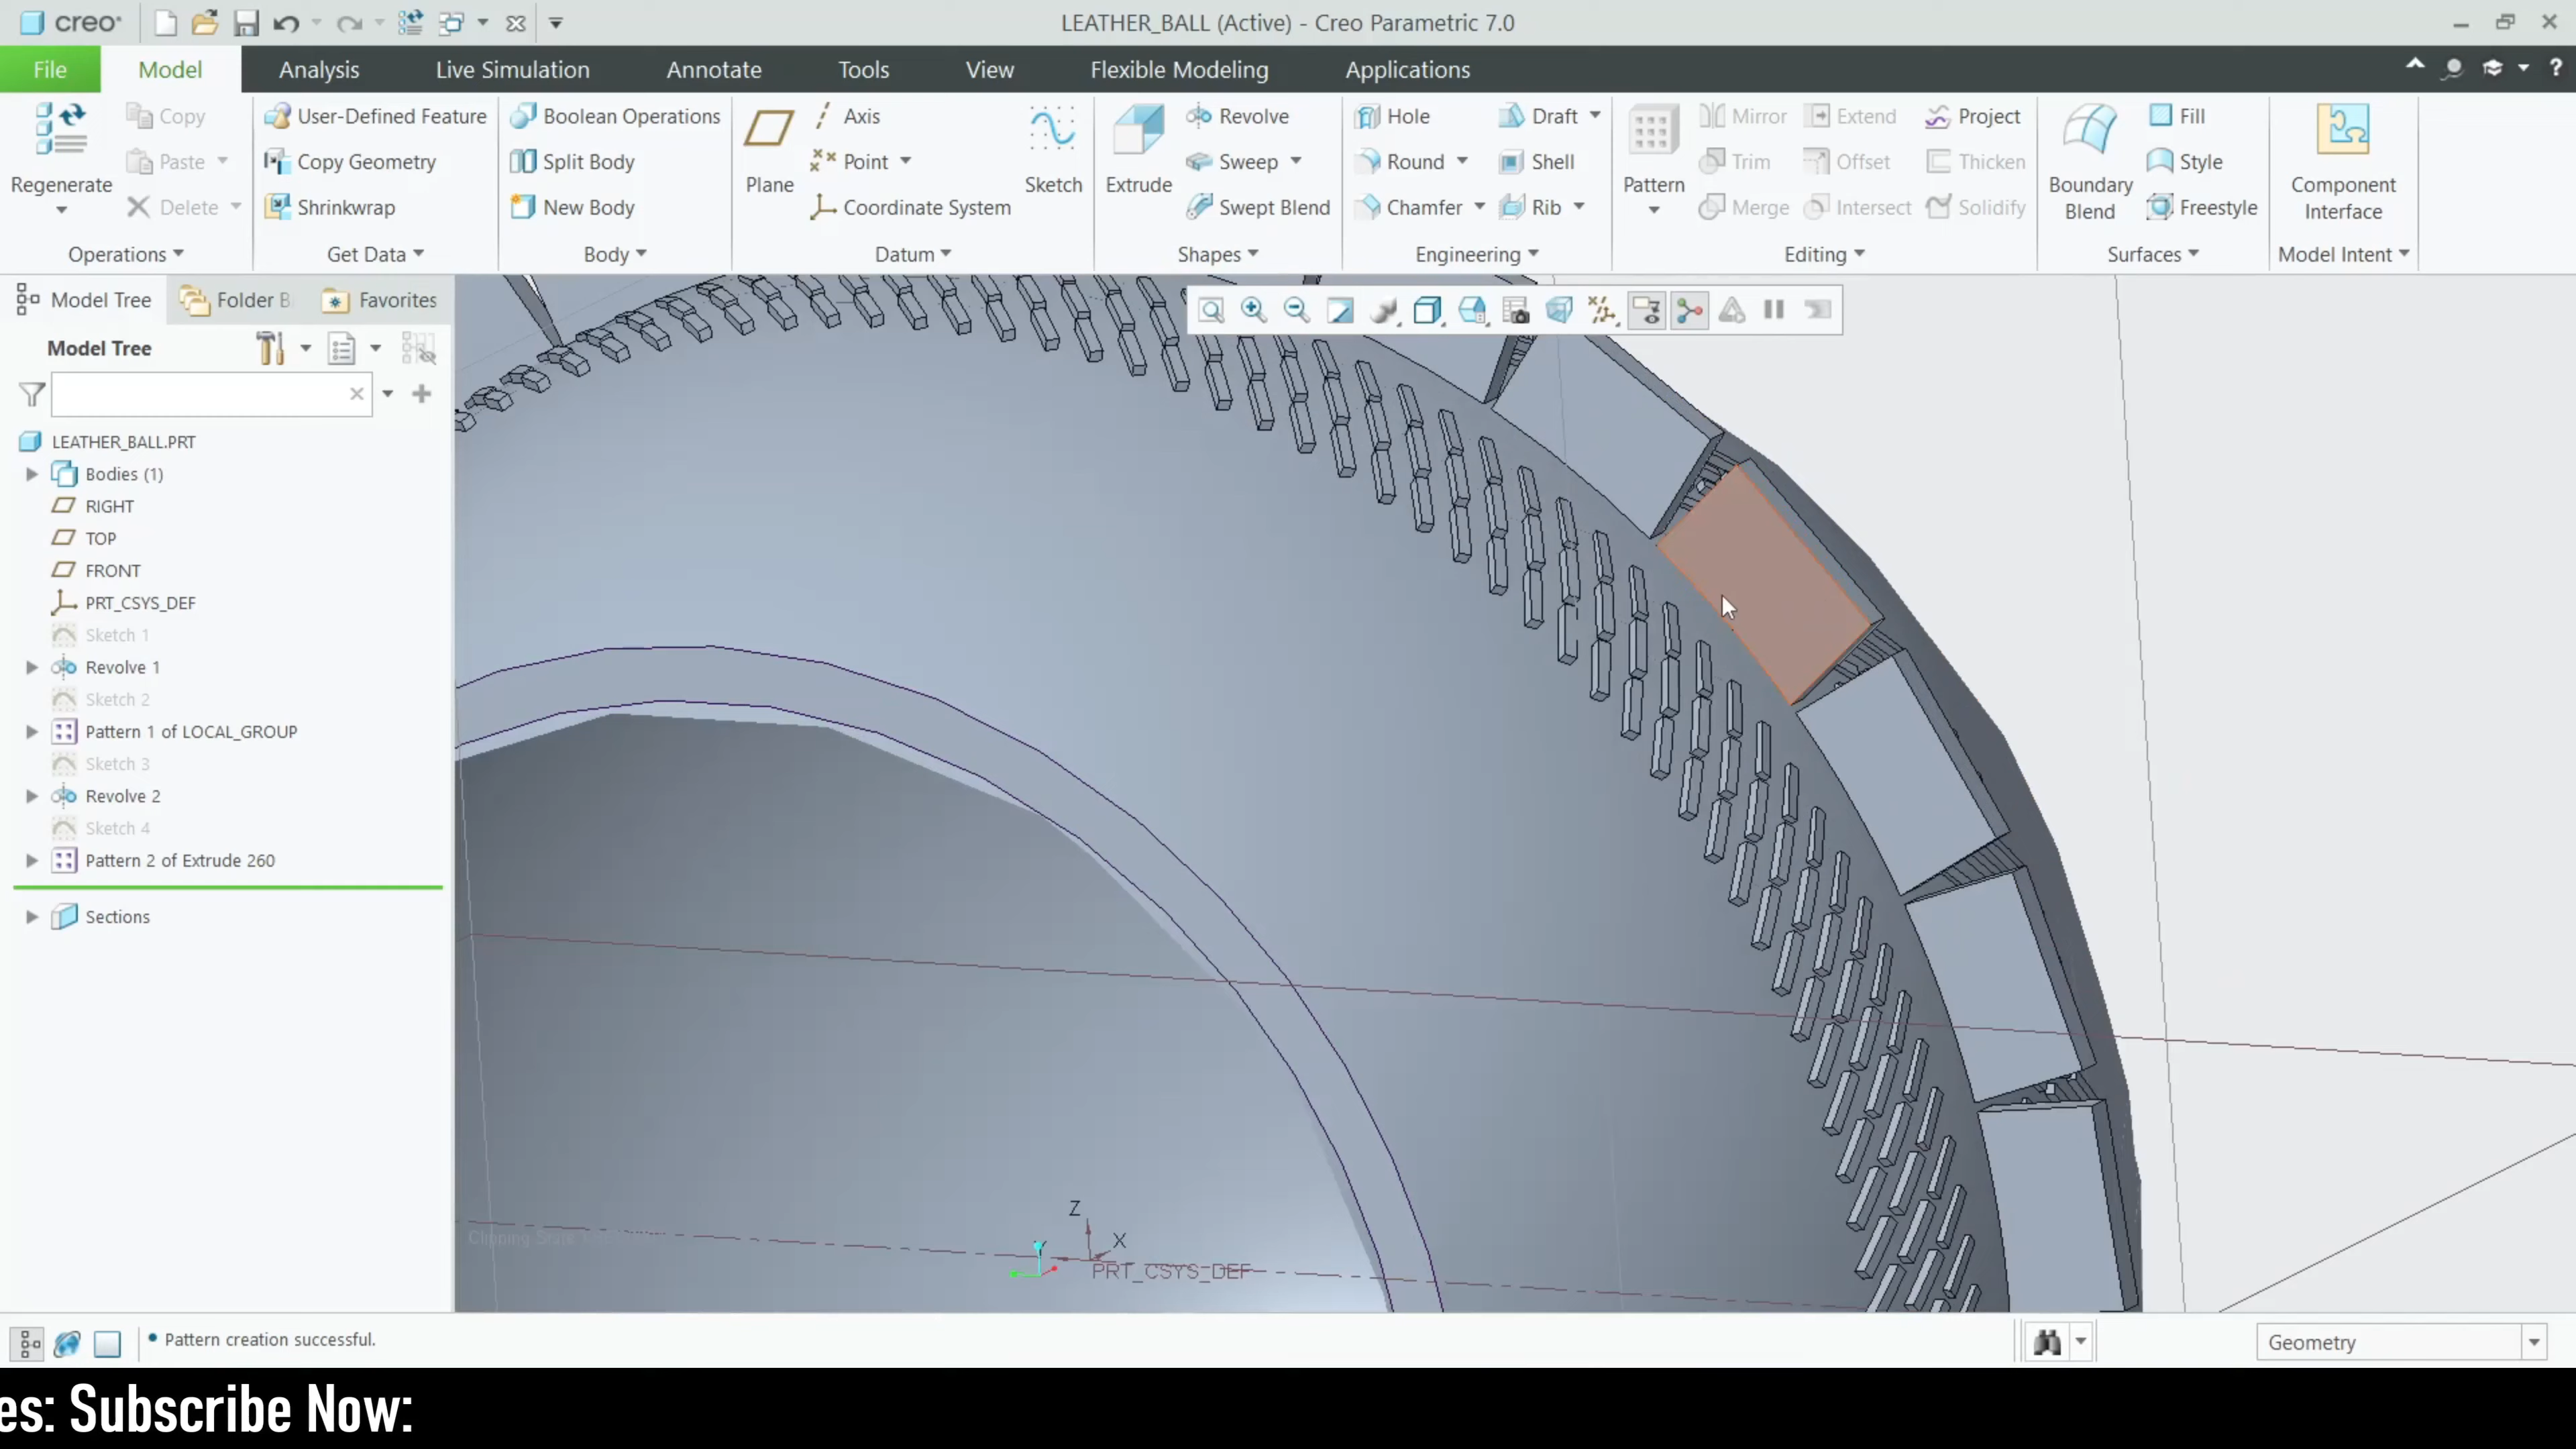 creo
LEATHER_BALL (Active) - Creo Parametric 7.0
File Model Analysis Live Simulation Annotate Tools View Flexible Modeling Applications
Regenerate
Copy
Paste
Delete
Operations
User-Defined Feature
Copy Geometry
Shrinkwrap
Get Data
Boolean Operations
Split Body
New Body
Body
Plane
Axis
Point
Coordinate System
Sketch
Datum
Extrude
Revolve
Sweep
Swept Blend
Shapes
Hole
Round
Chamfer
Draft
Shell
Rib
Engineering
Pattern
Mirror
Trim
Merge
Extend
Offset
Intersect
Project
Thicken
Solidify
Editing
Boundary
Blend
Fill
Style
Freestyle
Surfaces
Component
Interface
Model Intent
Model Tree Folder B Favorites
Model Tree
LEATHER_BALL.PRT
Bodies (1)
RIGHT
TOP
FRONT
PRT_CSYS_DEF
Sketch 1
Revolve 1
Sketch 2
Pattern 1 of LOCAL_GROUP
Sketch 3
Revolve 2
Sketch 4
Pattern 2 of Extrude 260
Sections
Z
X
PRT_CSYS_DEF
Pattern creation successful.
Geometry
es: Subscribe Now: